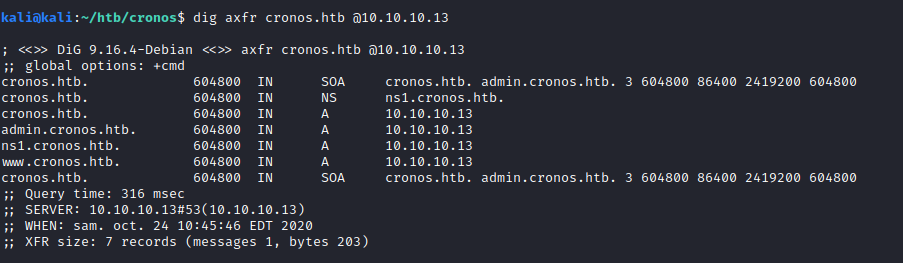 kali@kali:~/htb/cronos$ dig axfr cronos.htb @10.10.10.13
; <<>> DiG 9.16.4-Debian <<>> axfr cronos.htb @10.10.10.13
;; global options: +cmd
cronos.htb. 604800 IN SOA cronos.htb. admin.cronos.htb. 3 604800 86400 2419200 604800
cronos.htb. 604800 IN NS ns1.cronos.htb.
cronos.htb. 604800 IN A 10.10.10.13
admin.cronos.htb. 604800 IN A 10.10.10.13
ns1.cronos.htb. 604800 IN A 10.10.10.13
www.cronos.htb. 604800 IN A 10.10.10.13
cronos.htb. 604800 IN SOA cronos.htb. admin.cronos.htb. 3 604800 86400 2419200 604800
;; Query time: 316 msec
;; SERVER: 10.10.10.13#53(10.10.10.13)
;; WHEN: sam. oct. 24 10:45:46 EDT 2020
;; XFR size: 7 records (messages 1, bytes 203)